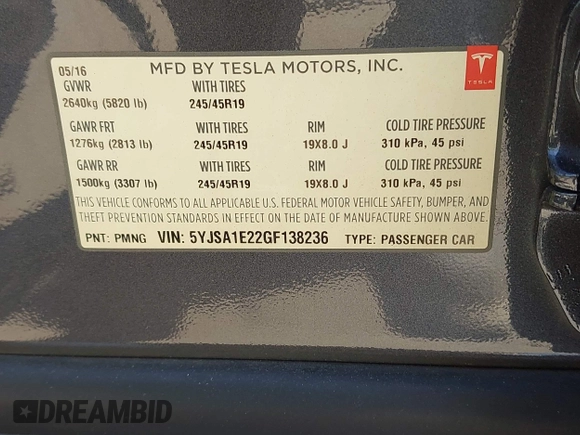 05/16 MFD BY TESLA MOTORS, INC.
TESLA
GVWR WITH TIRES
2640kg (5820 lb) 245/45R19
GAWR FRT WITH TIRES RIM COLD TIRE PRESSURE
1276kg (2813 lb) 245/45R19 19X8.0 J 310 kPa, 45 psi
GAWR RR WITH TIRES RIM COLD TIRE PRESSURE
1500kg (3307 lb) 245/45R19 19X8.0 J 310 kPa, 45 psi
THIS VEHICLE CONFORMS TO ALL APPLICABLE U.S. FEDERAL MOTOR VEHICLE SAFETY, BUMPER, AND
THEFT PREVENTION STANDARDS IN EFFECT ON THE DATE OF MANUFACTURE SHOWN ABOVE.
PNT: PMNG VIN: 5YJSA1E22GF138236 TYPE: PASSENGER CAR
DREAMBID